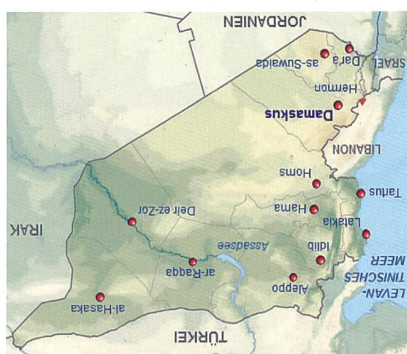 TÜRKEI
al-Hasaka
Aleppo
ar-Raqqa
Idlib
LEVAN-
TINISCHES
MEER
Assadsee
Latakia
Hama
Deir ez-Zor
Tartus
Homs
IRAK
LIBANON
Damaskus
Hermon
ISRAEL
Dar'a
as-Suwaida
JORDANIEN